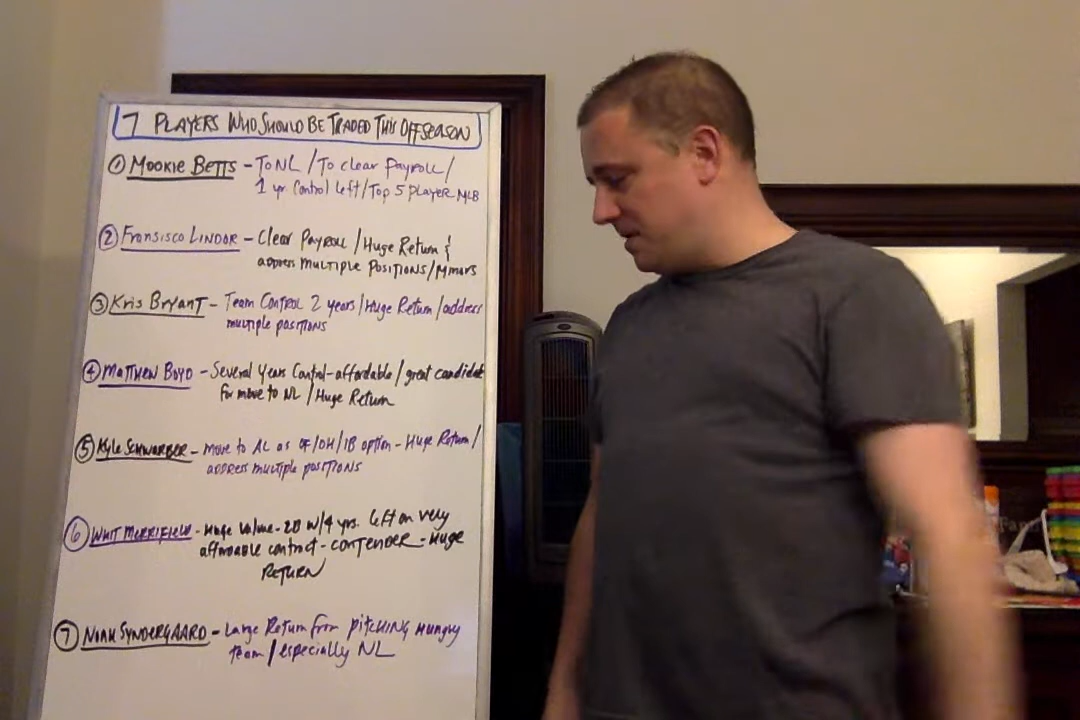 7 PLAYERS WHO SHOULD BE TRADED THIS OFFSEASON
① MOOKIE BETTS - TO NL / To clear Payroll /
1 yr Control left / Top 5 player MLB
② FRANSISCO LINDOR - Clear PAYROLL / Huge Return &
address MULTIPLE POSITIONS / Minors
③ Kris BRYANT - Team CONTROL 2 years / Huge Return / address
multiple positions
④ MATTHEW BOYD - Several Years Control - affordable / great candidate
for move to NL / Huge Return
⑤ KYLE SCHWARBER - move to AL as OF/DH/1B option - Huge Return /
address multiple positions
⑥ WHIT MERRIFIELD - Huge Value - 2B w/ 4 yrs. left on very
affordable contract - CONTENDER - Huge
RETURN
⑦ NOAH SYNDERGAARD - Large Return from pitching hungry
team / especially NL